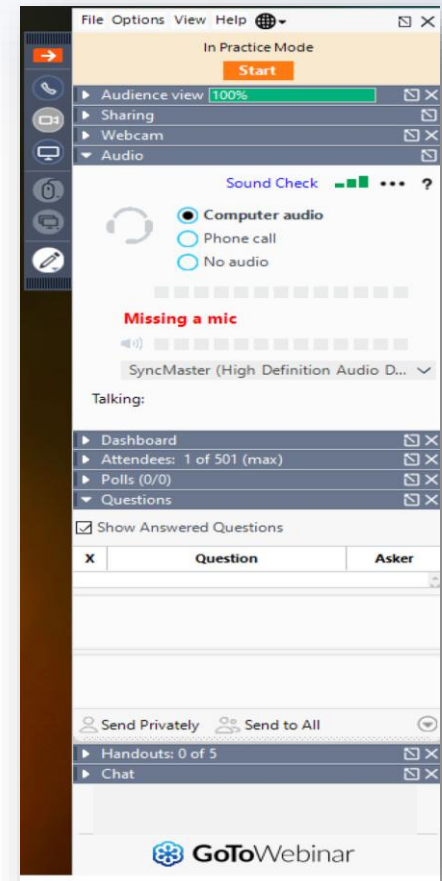 File Options View Help
In Practice Mode
Start
Audience view 100%
Sharing
Webcam
Audio
Sound Check ?
Computer audio
Phone call
No audio
Missing a mic
SyncMaster (High Definition Audio D...
Talking:
Dashboard
Attendees: 1 of 501 (max)
Polls (0/0)
Questions
Show Answered Questions
X Question Asker
Send Privately Send to All
Handouts: 0 of 5
Chat
GoToWebinar